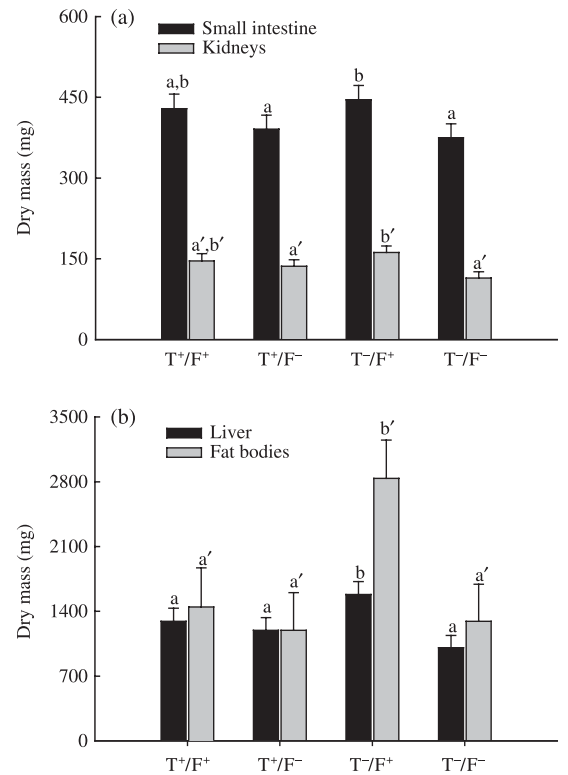 (a)
Small intestine
Kidneys
Dry mass (mg)
600
450
300
150
0
a,b
a
b
a
a′,b′
a′
b′
a′
T⁺/F⁺ T⁺/F⁻ T⁻/F⁺ T⁻/F⁻
(b)
Liver
Fat bodies
Dry mass (mg)
3500
2800
2100
1400
700
0
a
a′
a
a′
b
b′
a
a′
T⁺/F⁺ T⁺/F⁻ T⁻/F⁺ T⁻/F⁻